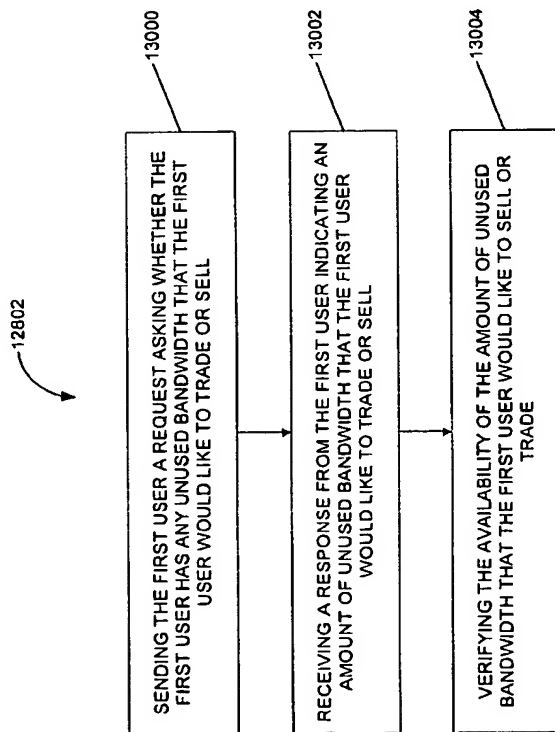 12802
SENDING THE FIRST USER A REQUEST ASKING WHETHER THE
FIRST USER HAS ANY UNUSED BANDWIDTH THAT THE FIRST
USER WOULD LIKE TO TRADE OR SELL
13000
RECEIVING A RESPONSE FROM THE FIRST USER INDICATING AN
AMOUNT OF UNUSED BANDWIDTH THAT THE FIRST USER
WOULD LIKE TO TRADE OR SELL
13002
VERIFYING THE AVAILABILITY OF THE AMOUNT OF UNUSED
BANDWIDTH THAT THE FIRST USER WOULD LIKE TO SELL OR
TRADE
13004